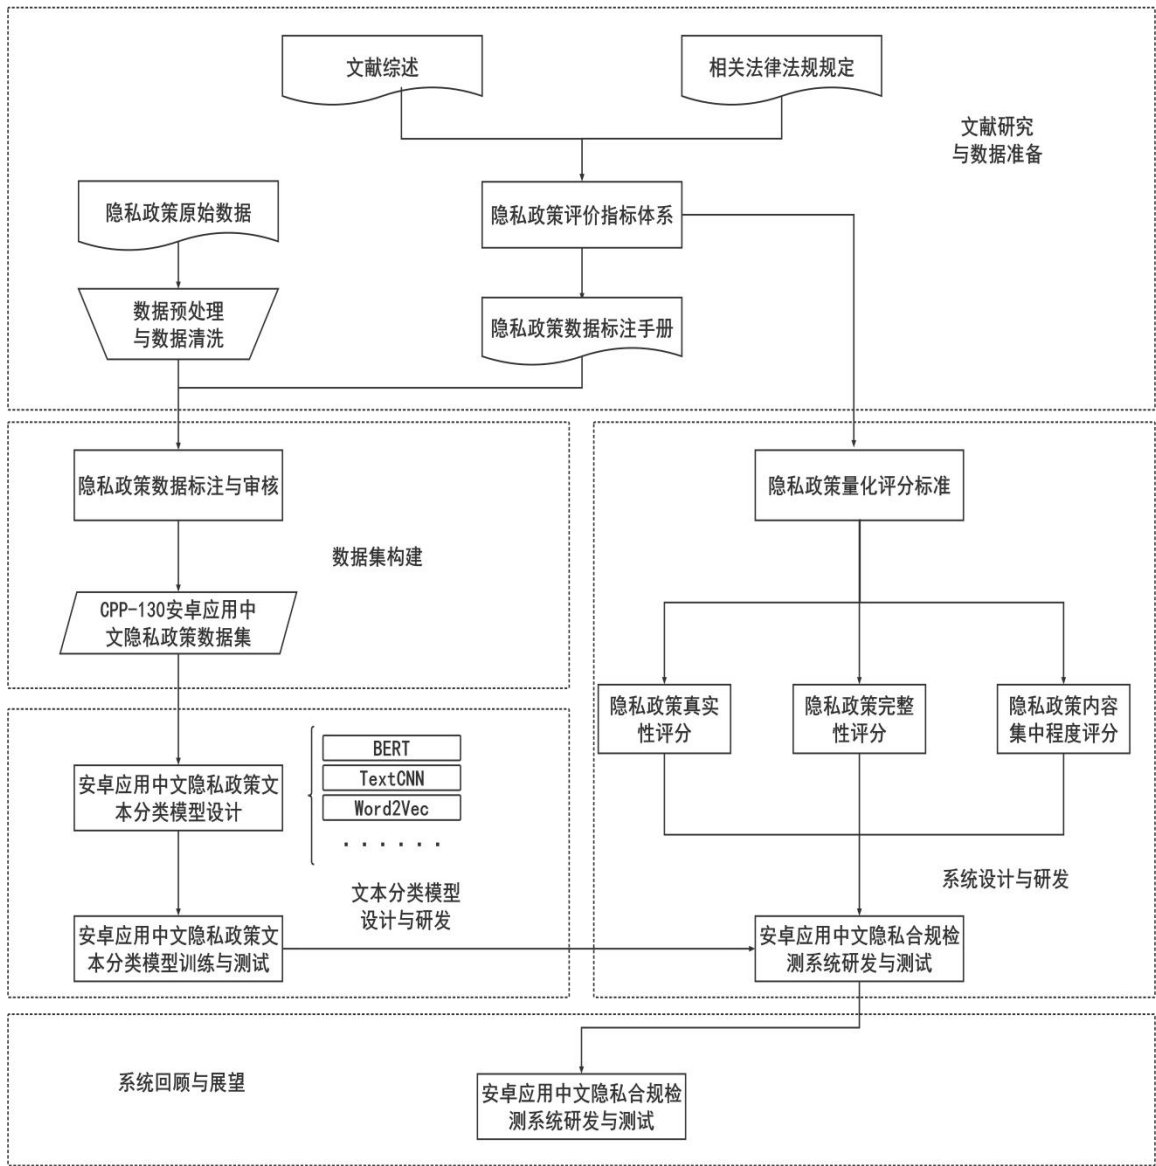 文献综述
相关法律法规规定
文献研究
与数据准备
隐私政策原始数据
隐私政策评价指标体系
数据预处理
与数据清洗
隐私政策数据标注手册
隐私政策数据标注与审核
隐私政策量化评分标准
数据集构建
CPP-130安卓应用中
文隐私政策数据集
隐私政策真实
性评分
隐私政策完整
性评分
隐私政策内容
集中程度评分
BERT
TextCNN
Word2Vec
······
安卓应用中文隐私政策文
本分类模型设计
文本分类模型
设计与研发
系统设计与研发
安卓应用中文隐私政策文
本分类模型训练与测试
安卓应用中文隐私合规检
测系统研发与测试
系统回顾与展望
安卓应用中文隐私合规检
测系统研发与测试